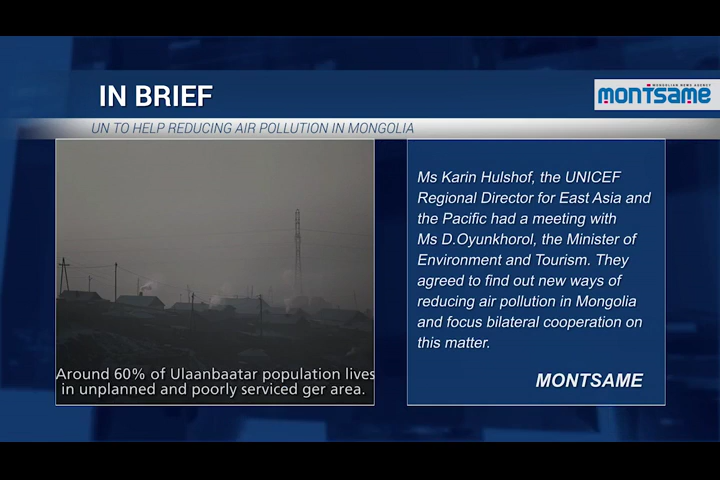 IN BRIEF
MONGOLIAN NEWS AGENCY
MONTSAME
UN TO HELP REDUCING AIR POLLUTION IN MONGOLIA
Around 60% of Ulaanbaatar population lives
in unplanned and poorly serviced ger area.
Ms Karin Hulshof, the UNICEF
Regional Director for East Asia and
the Pacific had a meeting with
Ms D.Oyunkhorol, the Minister of
Environment and Tourism. They
agreed to find out new ways of
reducing air pollution in Mongolia
and focus bilateral cooperation on
this matter.
MONTSAME